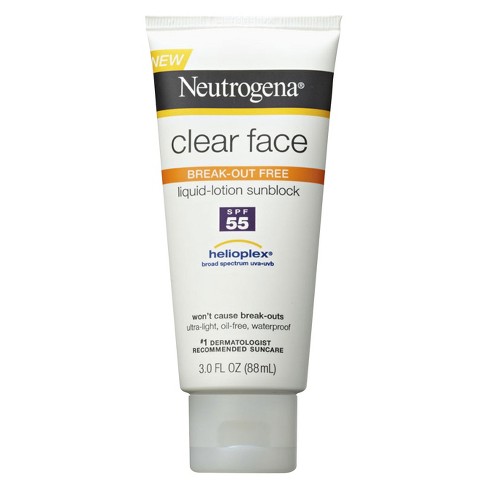 NEW
Neutrogena®
clear face
BREAK-OUT FREE
liquid-lotion sunblock
SPF
55
helioplex®
broad spectrum uva-uvb
won't cause break-outs
ultra-light, oil-free, waterproof
#1 DERMATOLOGIST
RECOMMENDED SUNCARE
3.0 FL OZ (88mL)